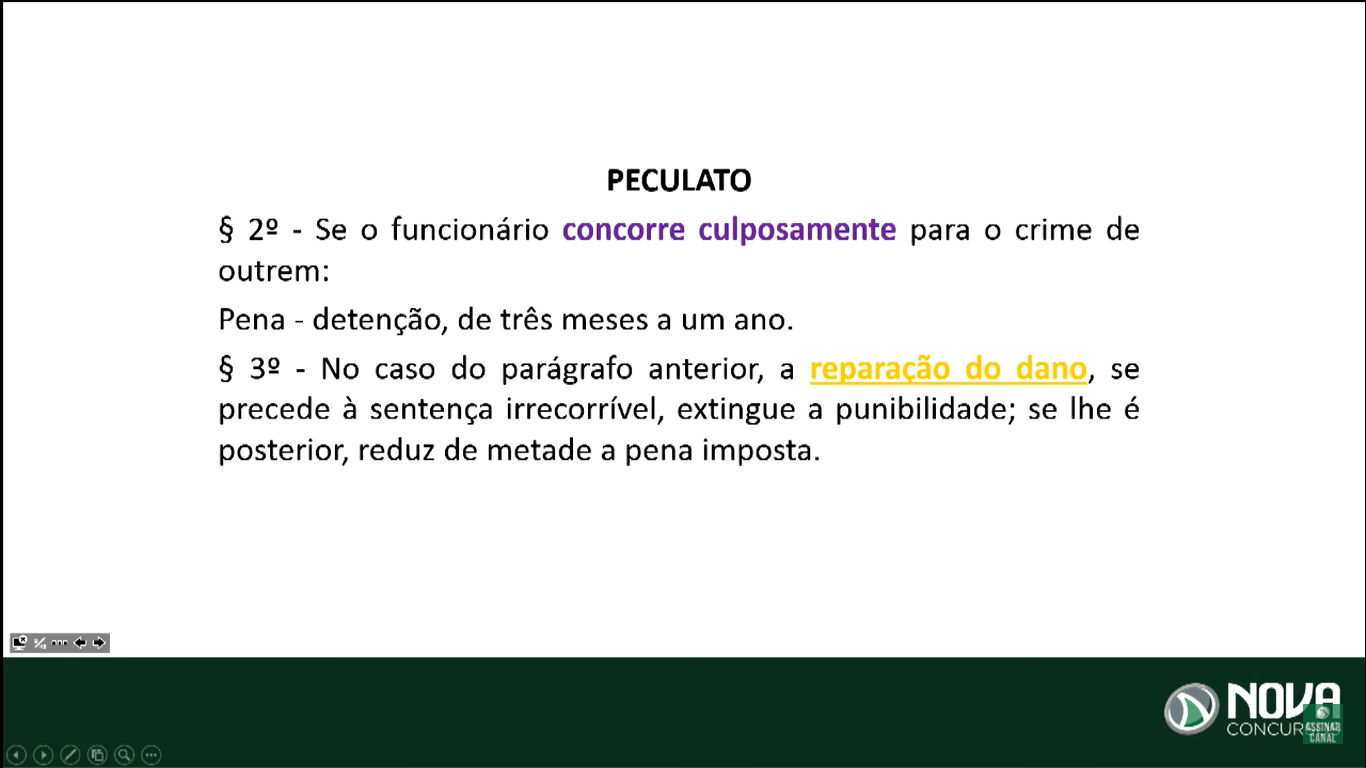 PECULATO
§ 2º - Se o funcionário concorre culposamente para o crime de
outrem:
Pena - detenção, de três meses a um ano.
§ 3º - No caso do parágrafo anterior, a reparação do dano, se
precede à sentença irrecorrível, extingue a punibilidade; se lhe é
posterior, reduz de metade a pena imposta.
NOVA
ASSINAR
CANAL